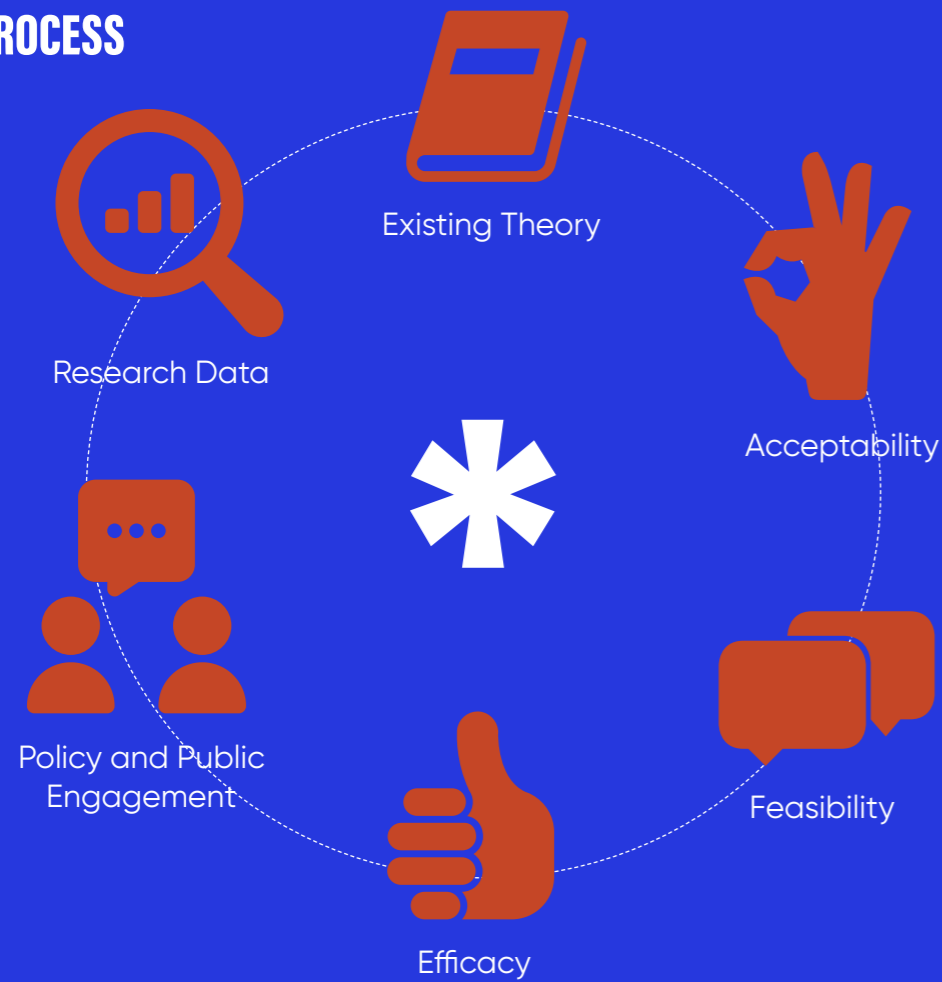 ROCESS
Existing Theory
Research Data
Acceptability
Policy and Public
Engagement
Feasibility
Efficacy